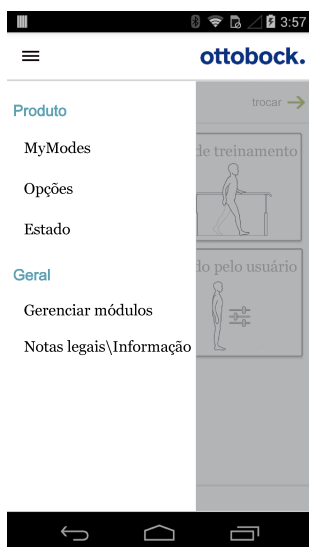 3:57
ottobock.
Produto
trocar
MyModes
de treinamento
Opções
Estado
Geral
do pelo usuário
Gerenciar módulos
Notas legais\Informação